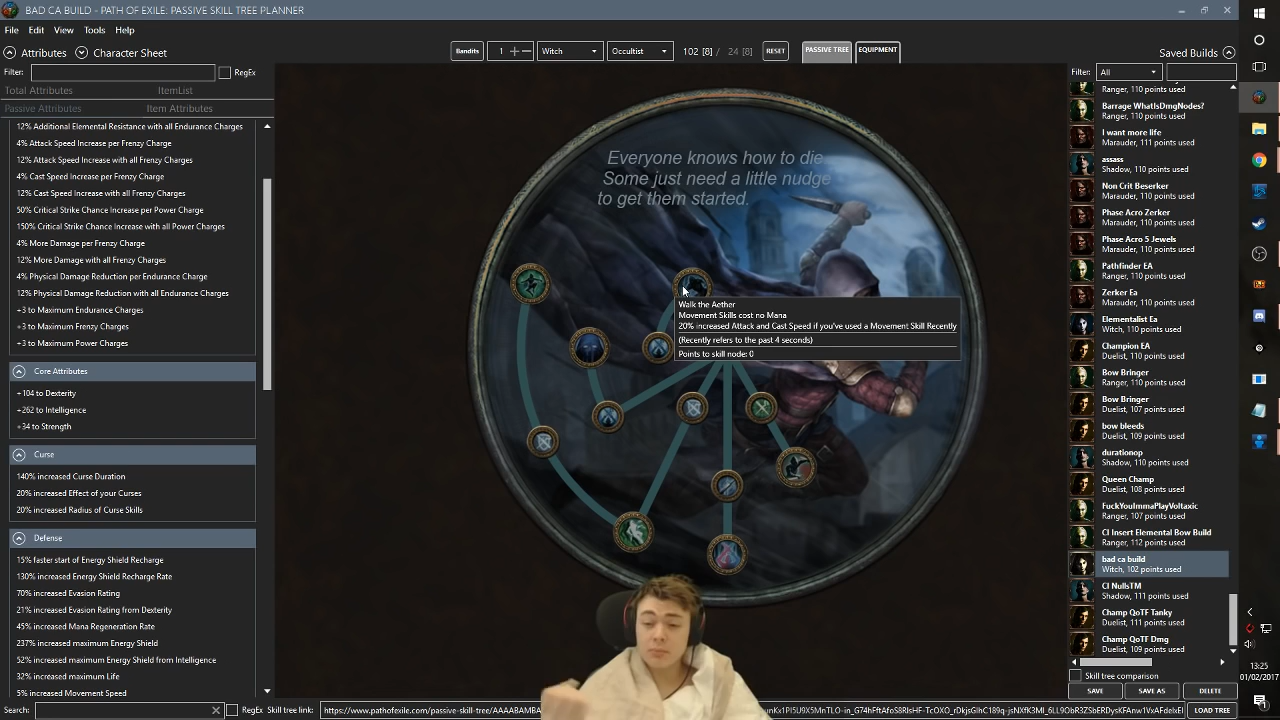 BAD CA BUILD - PATH OF EXILE: PASSIVE SKILL TREE PLANNER
File Edit View Tools Help
Attributes Character Sheet
Bandits 1 Witch Occultist 102 [8] / 24 [8] RESET PASSIVE TREE EQUIPMENT
Saved Builds
Filter: RegEx
Filter: All
Total Attributes ItemList
Passive Attributes Item Attributes
12% Additional Elemental Resistance with all Endurance Charges
4% Attack Speed Increase per Frenzy Charge
12% Attack Speed Increase with all Frenzy Charges
4% Cast Speed Increase per Frenzy Charge
12% Cast Speed Increase with all Frenzy Charges
50% Critical Strike Chance Increase per Power Charge
150% Critical Strike Chance Increase with all Power Charges
4% More Damage per Frenzy Charge
12% More Damage with all Frenzy Charges
4% Physical Damage Reduction per Endurance Charge
12% Physical Damage Reduction with all Endurance Charges
+3 to Maximum Endurance Charges
+3 to Maximum Frenzy Charges
+3 to Maximum Power Charges
Core Attributes
+104 to Dexterity
+262 to Intelligence
+34 to Strength
Curse
140% increased Curse Duration
20% increased Effect of your Curses
20% increased Radius of Curse Skills
Defense
15% faster start of Energy Shield Recharge
130% increased Energy Shield Recharge Rate
70% increased Evasion Rating
21% increased Evasion Rating from Dexterity
45% increased Mana Regeneration Rate
237% increased maximum Energy Shield
52% increased maximum Energy Shield from Intelligence
32% increased maximum Life
5% increased Movement Speed
Everyone knows how to die.
Some just need a little nudge
to get them started.
Walk the Aether
Movement Skills cost no Mana
20% increased Attack and Cast Speed if you've used a Movement Skill Recently
(Recently refers to the past 4 seconds)
Points to skill node: 0
Ranger, 110 points used
Barrage WhatIsDmgNodes?
Ranger, 110 points used
I want more life
Marauder, 111 points used
assass
Shadow, 110 points used
Non Crit Beserker
Marauder, 110 points used
Phase Acro Zerker
Marauder, 110 points used
Phase Acro 5 Jewels
Marauder, 110 points used
Pathfinder EA
Ranger, 110 points used
Zerker Ea
Marauder, 110 points used
Elementalist Ea
Witch, 110 points used
Champion EA
Duelist, 110 points used
Bow Bringer
Ranger, 110 points used
Bow Bringer
Duelist, 107 points used
bow bleeds
Duelist, 109 points used
durationop
Shadow, 110 points used
Queen Champ
Duelist, 108 points used
FuckYouImmaPlayVoltaxic
Ranger, 107 points used
CI Insert Elemental Bow Build
Ranger, 112 points used
bad ca build
Witch, 102 points used
CI NullsTM
Shadow, 111 points used
Champ QoTF Tanky
Duelist, 111 points used
Champ QoTF Dmg
Duelist, 109 points used
Skill tree comparison
SAVE SAVE AS DELETE
Search: RegEx Skill tree link: LOAD TREE
13:25
01/02/2017